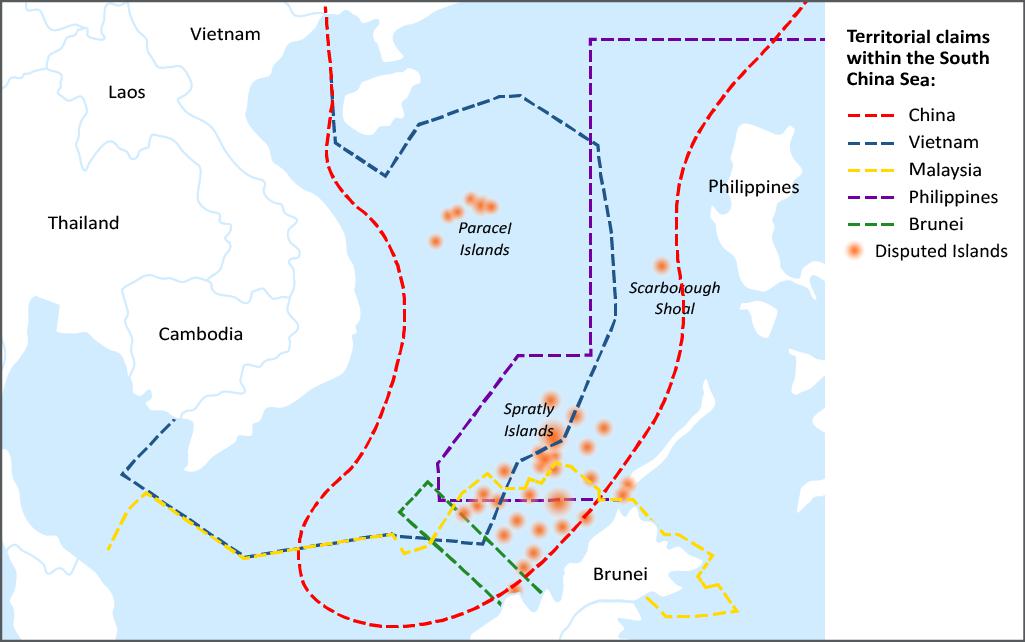 Vietnam
Laos
Thailand
Cambodia
Paracel
Islands
Philippines
Scarborough
Shoal
Spratly
Islands
Brunei
Territorial claims
within the South
China Sea:
China
Vietnam
Malaysia
Philippines
Brunei
Disputed Islands